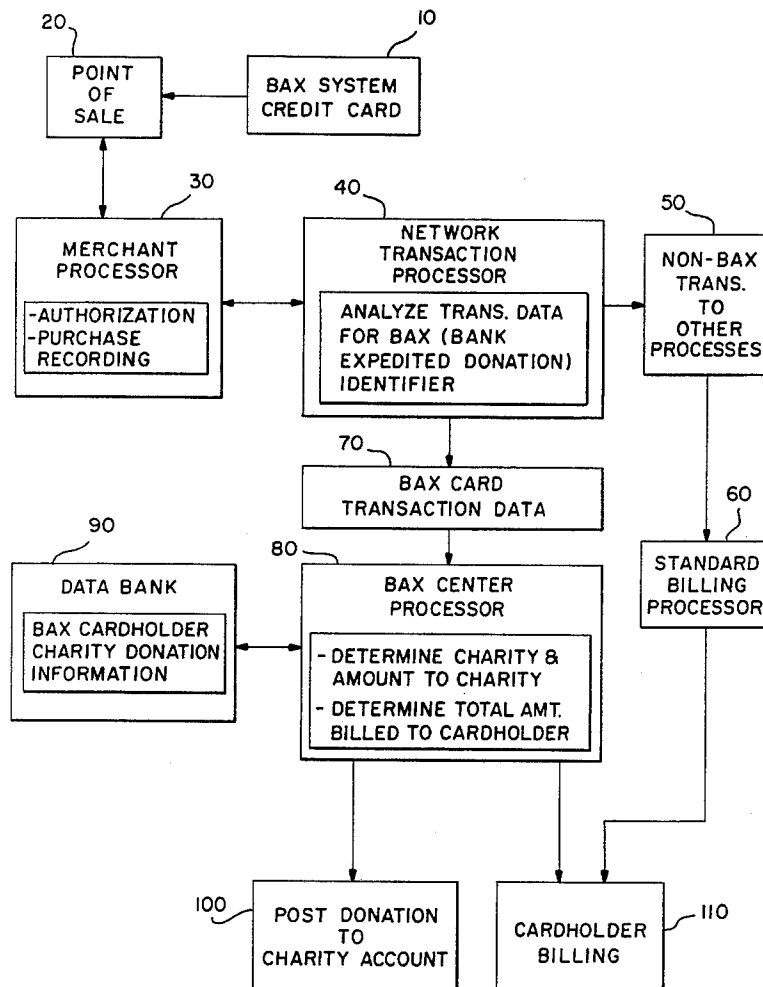 20
POINT
OF
SALE
10
BAX SYSTEM
CREDIT CARD
30
MERCHANT
PROCESSOR
-AUTHORIZATION
-PURCHASE
RECORDING
40
NETWORK
TRANSACTION
PROCESSOR
ANALYZE TRANS. DATA
FOR BAX (BANK
EXPEDITED DONATION)
IDENTIFIER
50
NON-BAX
TRANS.
TO
OTHER
PROCESSES
70
BAX CARD
TRANSACTION DATA
60
STANDARD
BILLING
PROCESSOR
90
DATA BANK
BAX CARDHOLDER
CHARITY DONATION
INFORMATION
80
BAX CENTER
PROCESSOR
- DETERMINE CHARITY &
AMOUNT TO CHARITY
- DETERMINE TOTAL AMT.
BILLED TO CARDHOLDER
100
POST DONATION
TO
CHARITY ACCOUNT
CARDHOLDER
BILLING
110